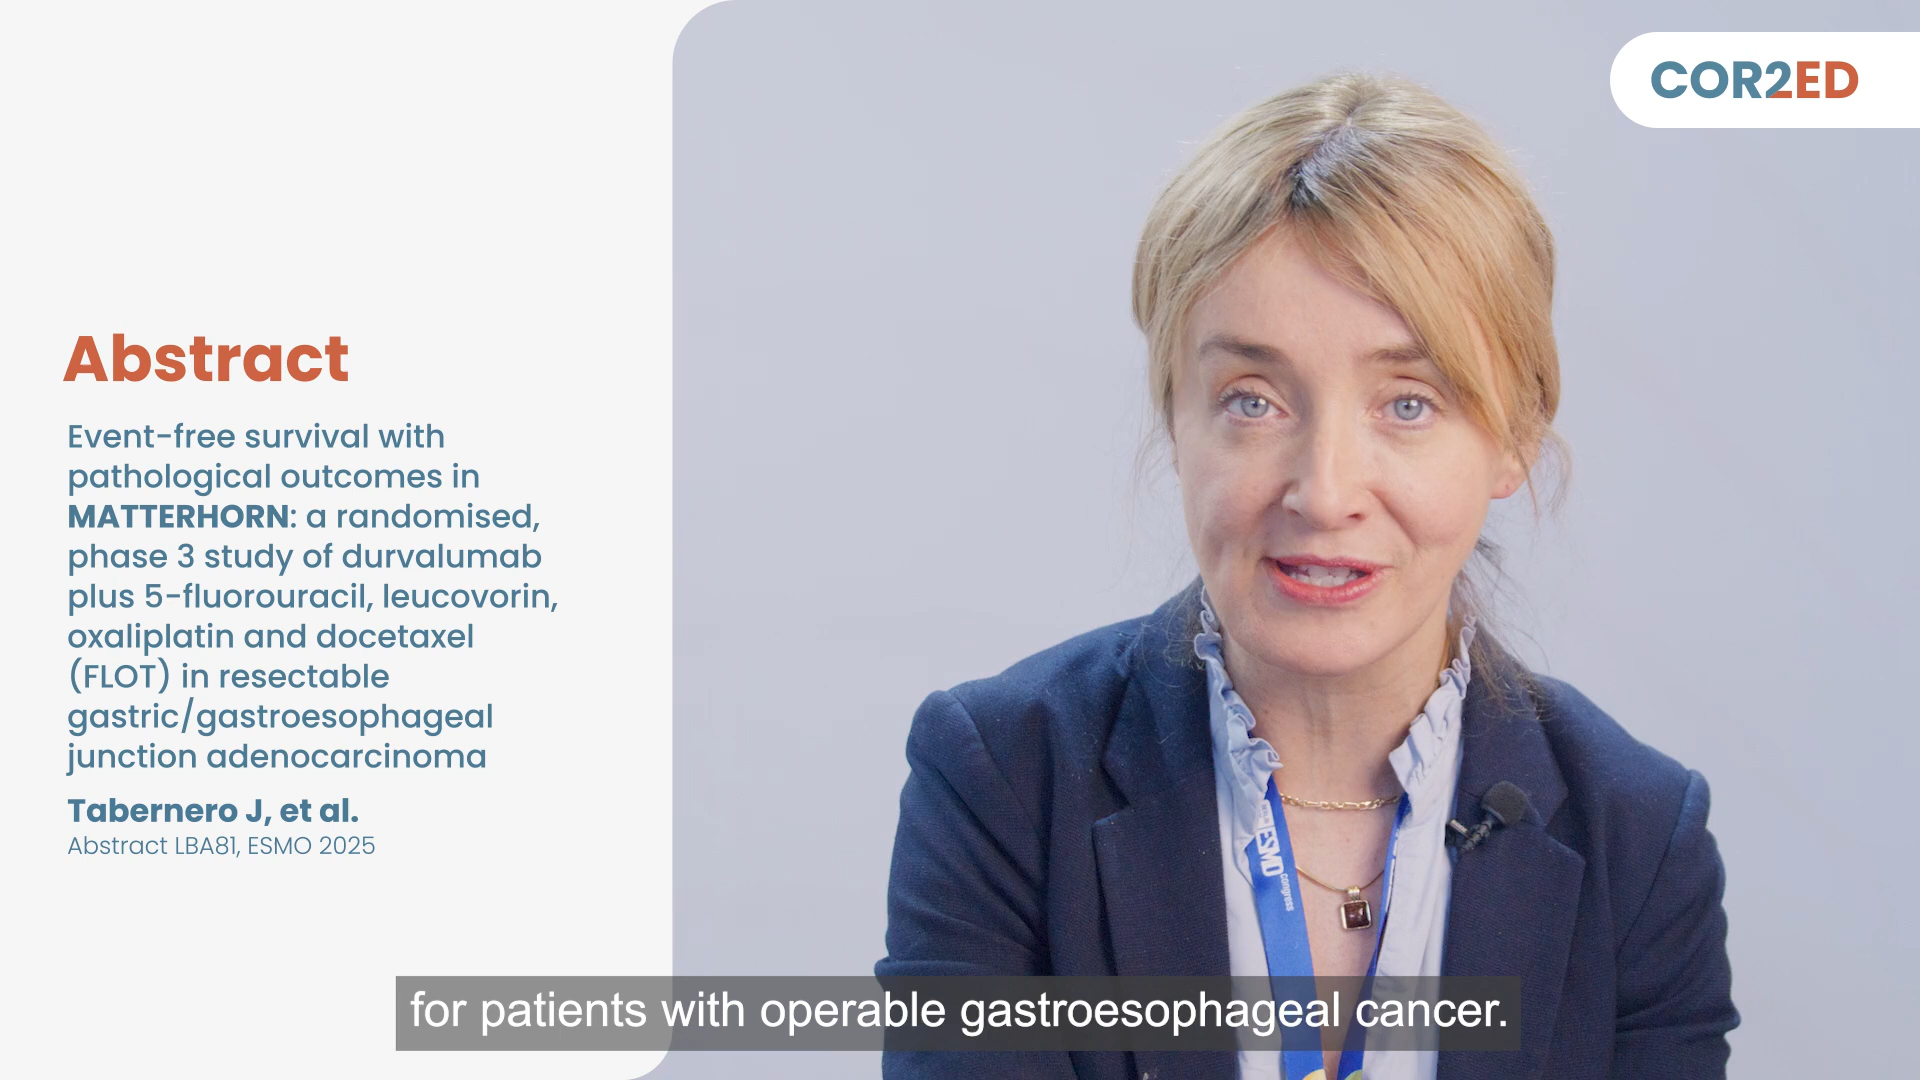 COR2ED
Abstract
Event-free survival with
pathological outcomes in
MATTERHORN: a randomised,
phase 3 study of durvalumab
plus 5-fluorouracil, leucovorin,
oxaliplatin and docetaxel
(FLOT) in resectable
gastric/gastroesophageal
junction adenocarcinoma
Tabernero J, et al.
Abstract LBA81, ESMO 2025
ESMO
congress
for patients with operable gastroesophageal cancer.